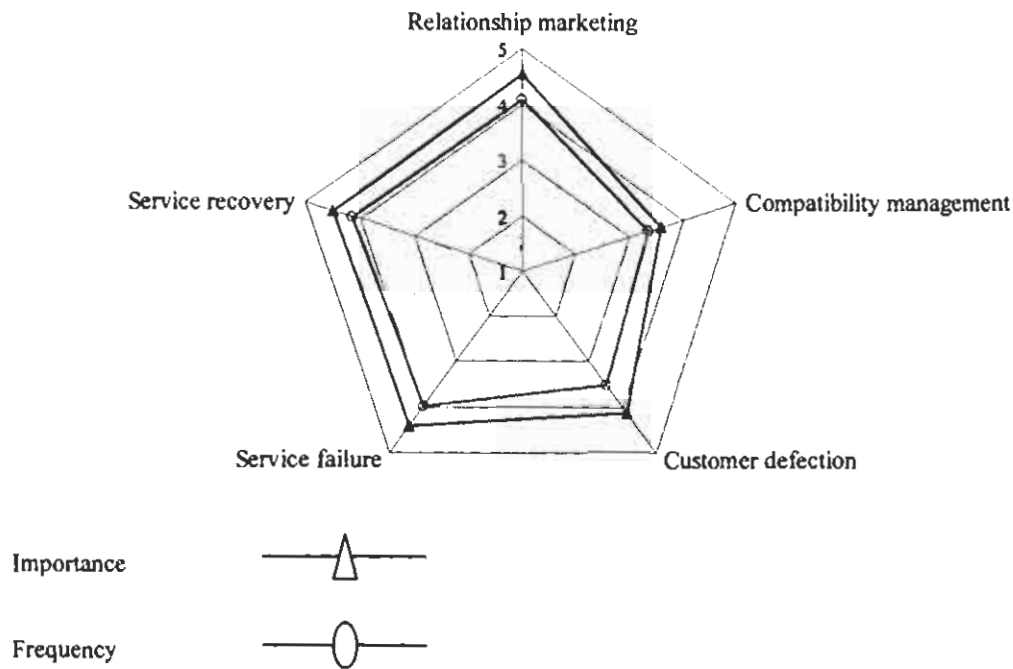 Relationship marketing
5
4
3
2
1
Service recovery
Compatibility management
Service failure
Customer defection
Importance
Frequency